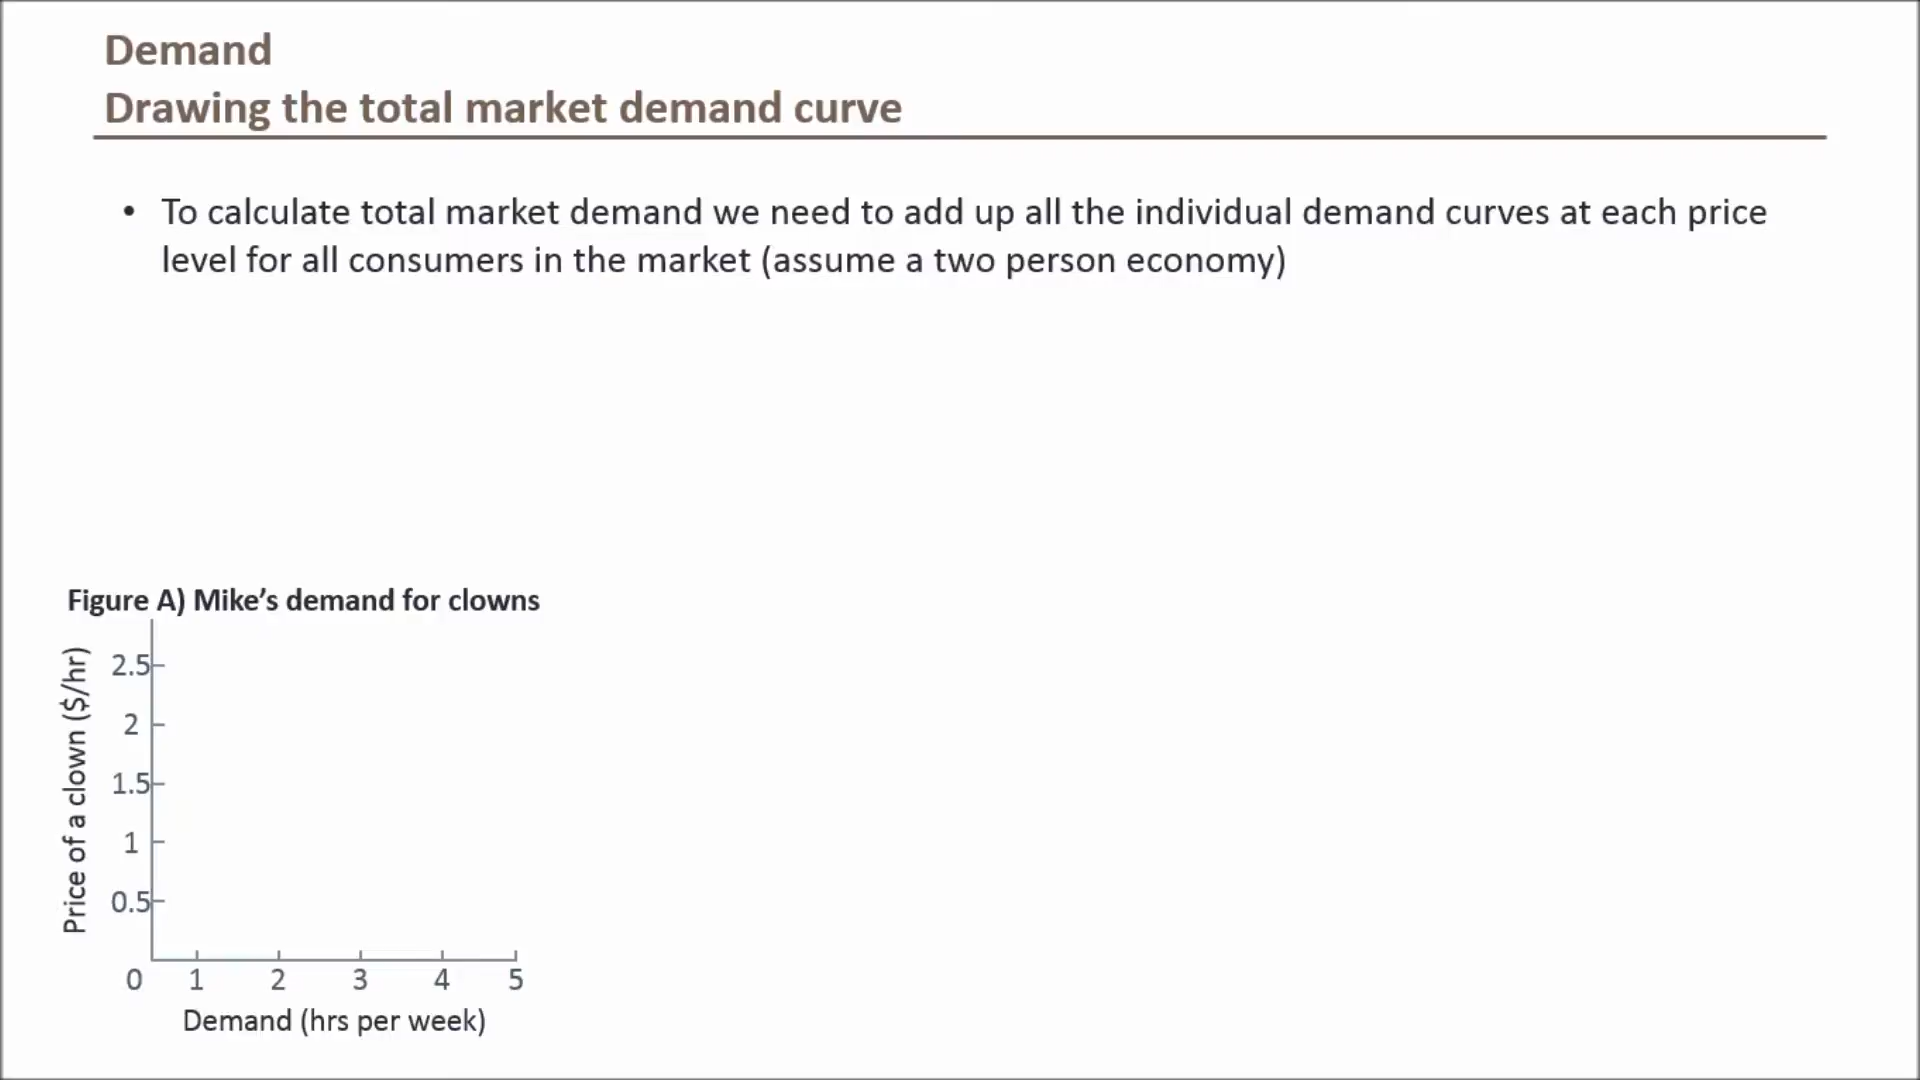 Demand
Drawing the total market demand curve
• To calculate total market demand we need to add up all the individual demand curves at each price
level for all consumers in the market (assume a two person economy)
Figure A) Mike’s demand for clowns
Price of a clown ($/hr)
2.5
2
1.5
1
0.5
0 1 2 3 4 5
Demand (hrs per week)